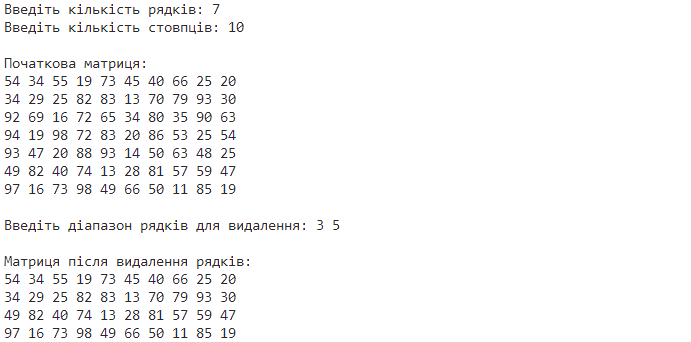 Введіть кількість рядків: 7
Введіть кількість стовпців: 10
Початкова матриця:
54 34 55 19 73 45 40 66 25 20
34 29 25 82 83 13 70 79 93 30
92 69 16 72 65 34 80 35 90 63
94 19 98 72 83 20 86 53 25 54
93 47 20 88 93 14 50 63 48 25
49 82 40 74 13 28 81 57 59 47
97 16 73 98 49 66 50 11 85 19
Введіть діапазон рядків для видалення: 3 5
Матриця після видалення рядків:
54 34 55 19 73 45 40 66 25 20
34 29 25 82 83 13 70 79 93 30
49 82 40 74 13 28 81 57 59 47
97 16 73 98 49 66 50 11 85 19